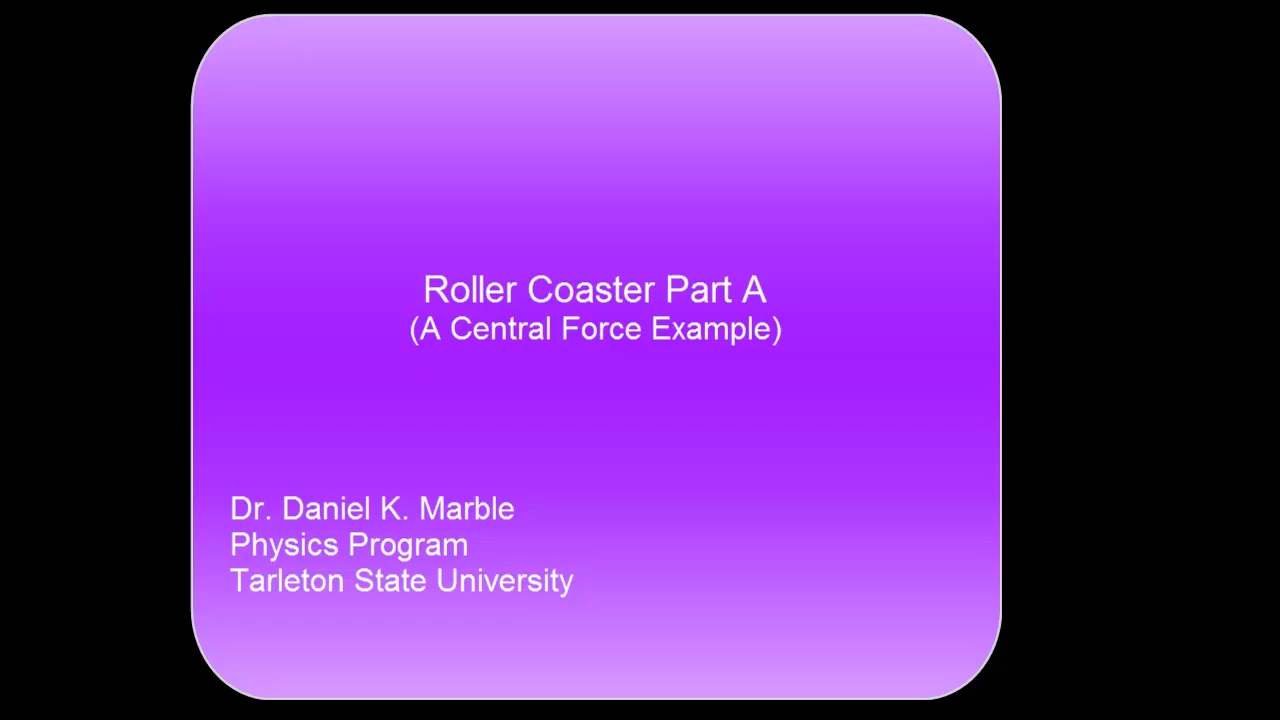 Roller Coaster Part A
(A Central Force Example)
Dr. Daniel K. Marble
Physics Program
Tarleton State University